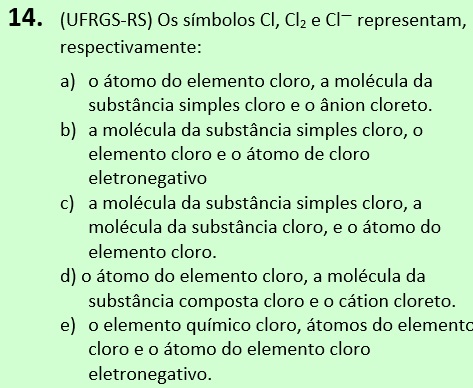 14. (UFRGS-RS) Os símbolos Cl, Cl₂ e Cl⁻ representam,
respectivamente:
a) o átomo do elemento cloro, a molécula da
substância simples cloro e o ânion cloreto.
b) a molécula da substância simples cloro, o
elemento cloro e o átomo de cloro
eletronegativo
c) a molécula da substância simples cloro, a
molécula da substância cloro, e o átomo do
elemento cloro.
d) o átomo do elemento cloro, a molécula da
substância composta cloro e o cátion cloreto.
e) o elemento químico cloro, átomos do elemento
cloro e o átomo do elemento cloro
eletronegativo.